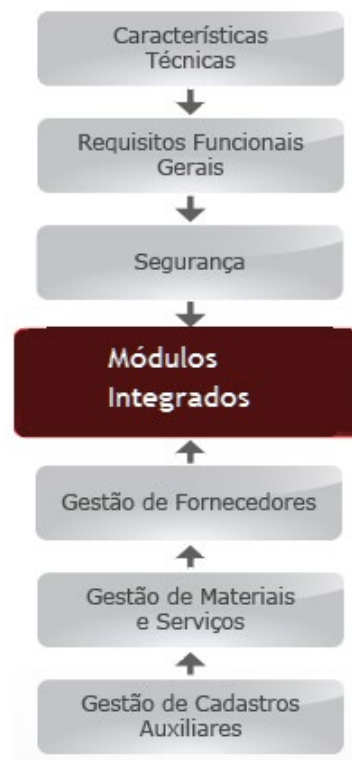 Características
Técnicas
Requisitos Funcionais
Gerais
Segurança
Módulos
Integrados
Gestão de Fornecedores
Gestão de Materiais
e Serviços
Gestão de Cadastros
Auxiliares